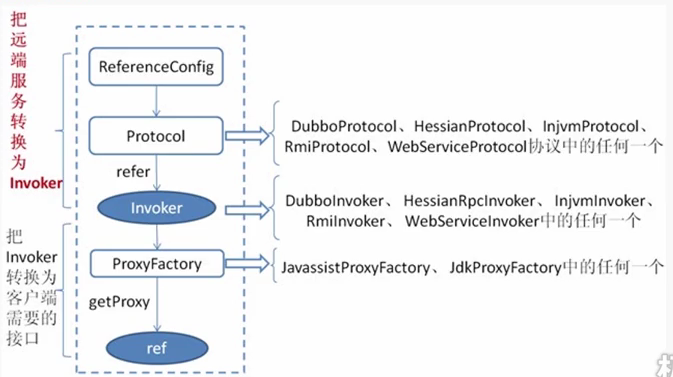 把
远
端
服
务
转
换
为
Invoker
ReferenceConfig
Protocol
DubboProtocol、HessianProtocol、InjvmProtocol、
RmiProtocol、WebServiceProtocol协议中的任何一个
refer
Invoker
DubboInvoker、HessianRpcInvoker、InjvmInvoker、
RmiInvoker、WebServiceInvoker中的任何一个
把
Invoker
转换为
客户端
需要的
接口
ProxyFactory
JavassistProxyFactory、JdkProxyFactory中的任何一个
getProxy
ref